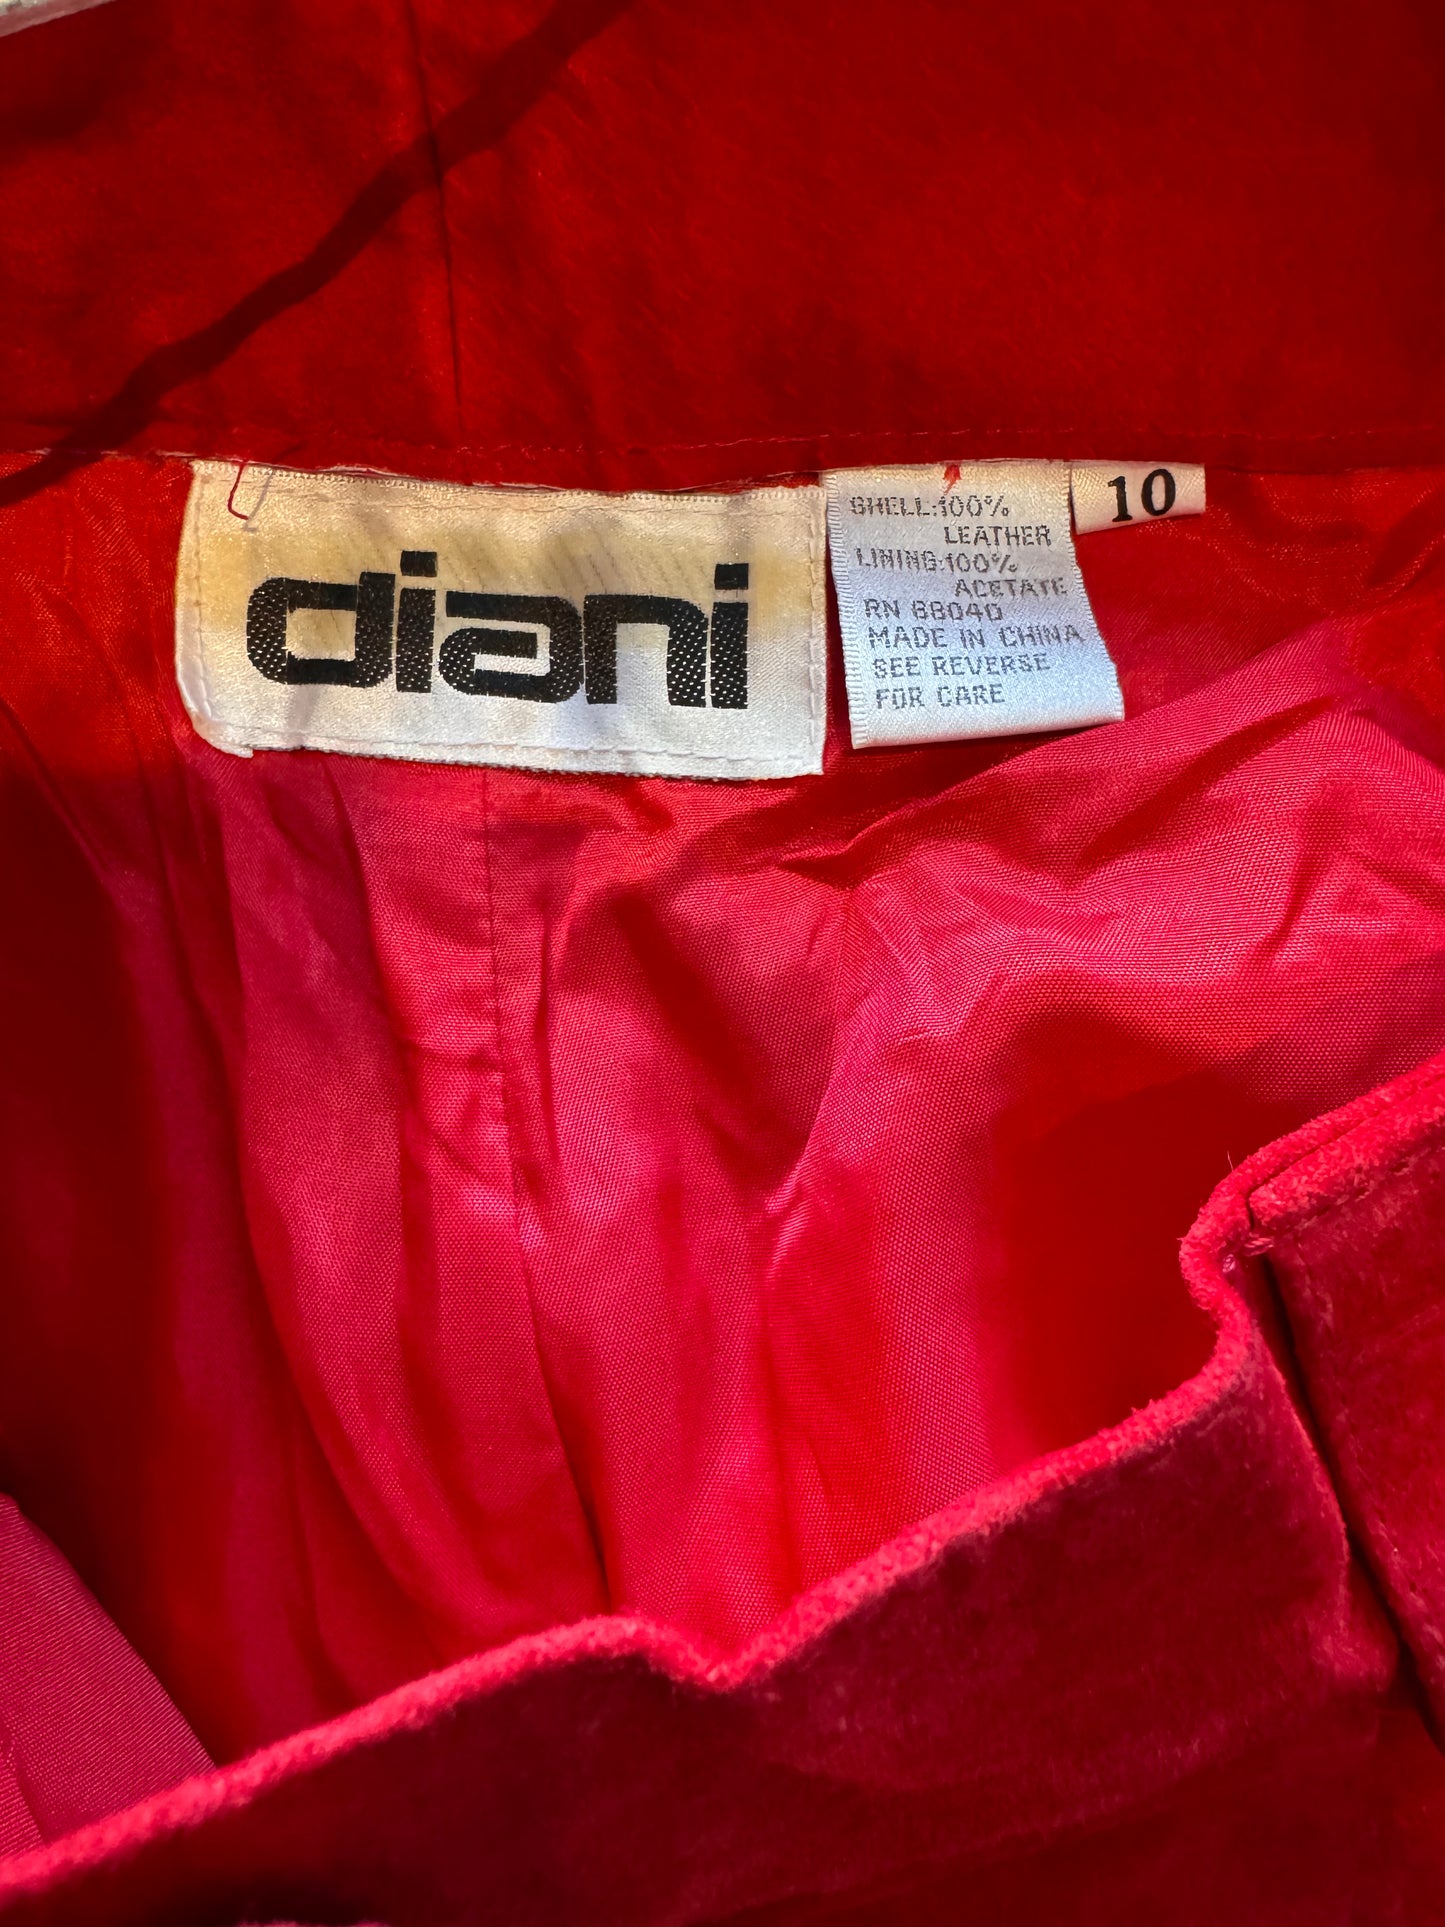 diani
SHELL:100%
LEATHER
LINING:100%
ACETATE
RN 88040
MADE IN CHINA
SEE REVERSE
FOR CARE
10